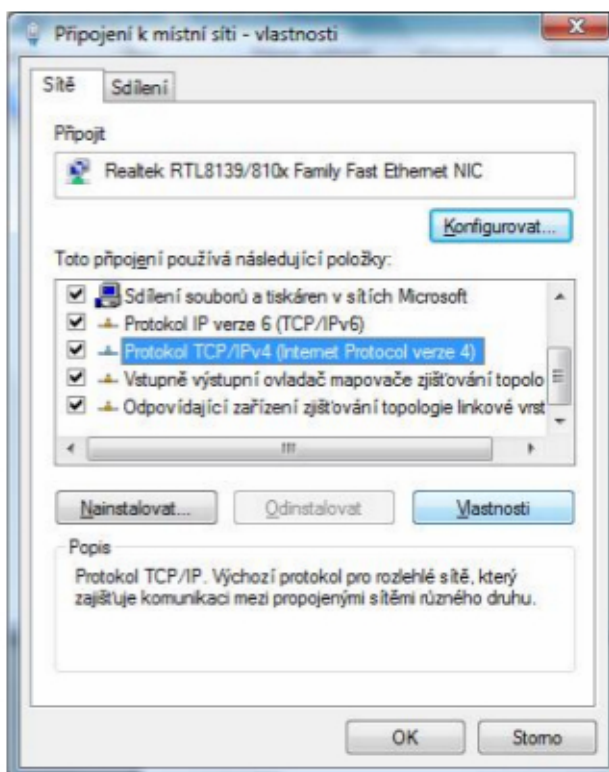 Připojení k místní síti - vlastnosti
Sítě
Sdílení
Připojit
Realtek RTL8139/810x Family Fast Ethernet NIC
Konfigurovat...
Toto připojení používá následující položky:
Sdílení souborů a tiskáren v sítích Microsoft
Protokol IP verze 6 (TCP/IPv6)
Protokol TCP/IPv4 (Internet Protocol verze 4)
Vstupně výstupní ovladač mapovače zjišťování topolo
Odpovídající zařízení zjišťování topologie linkové vrst
Nainstalovat...
Odinstalovat
Vlastnosti
Popis
Protokol TCP/IP. Výchozí protokol pro rozlehlé sítě, který
zajišťuje komunikaci mezi propojenými sítěmi různého druhu.
OK
Storno